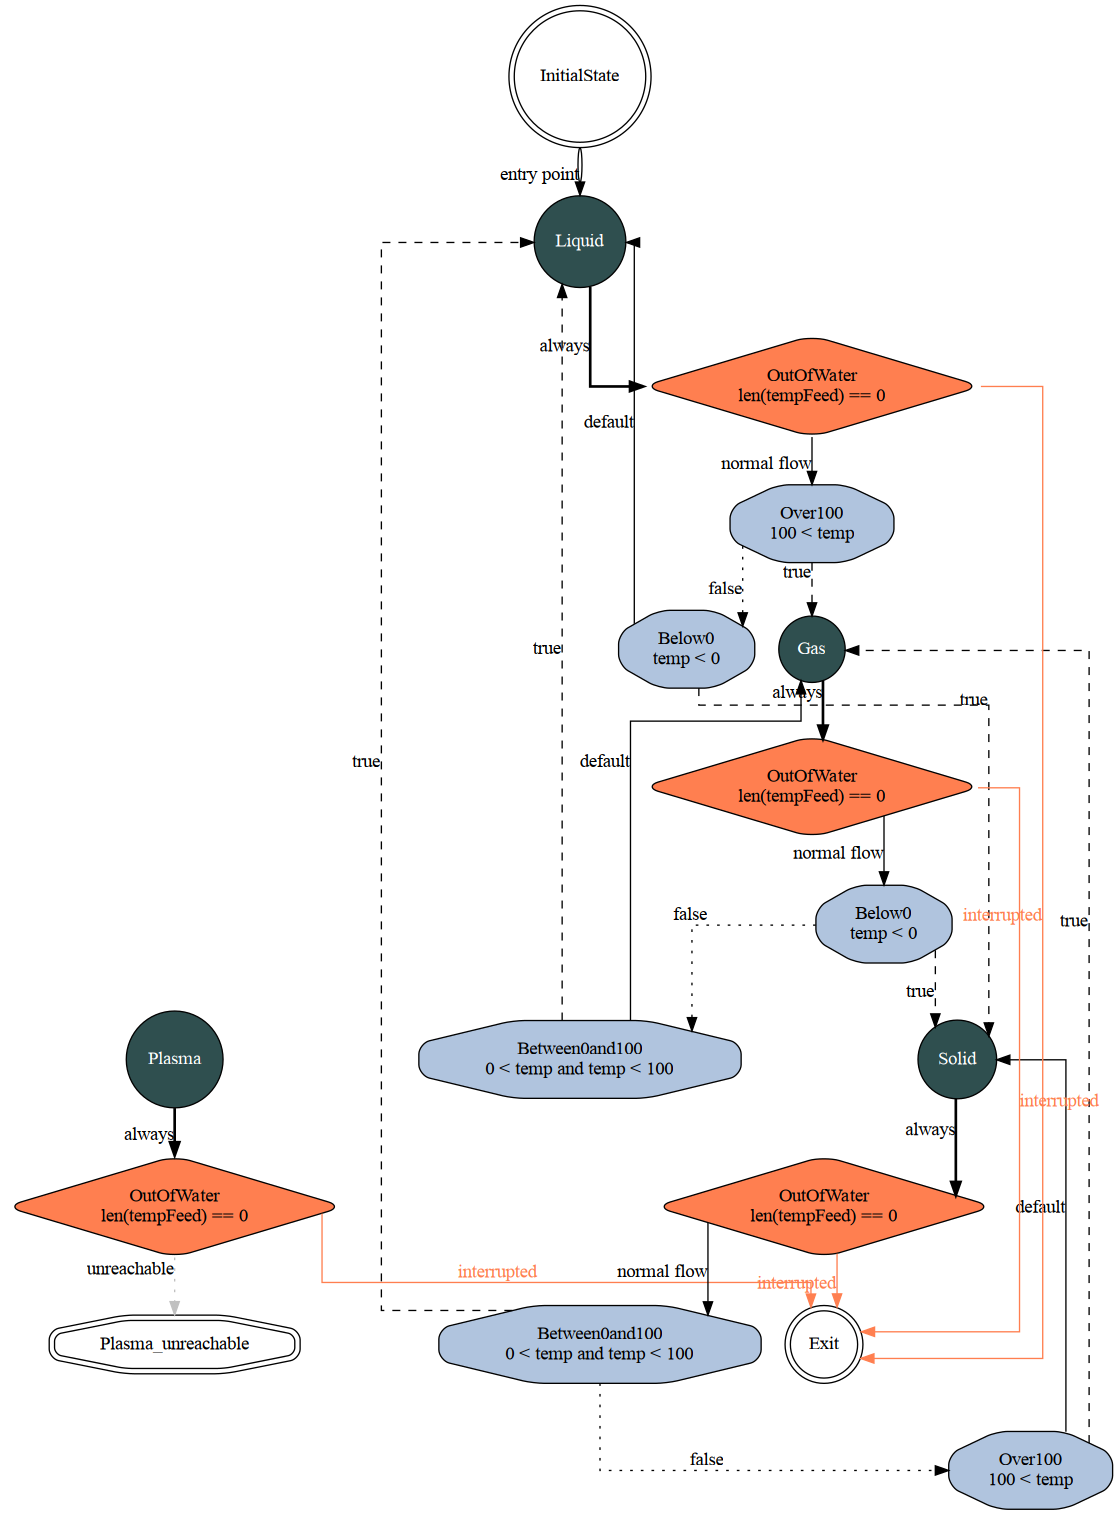 InitialState
entry point
Liquid
always
OutOfWater
len(tempFeed) == 0
default
normal flow
Over100
100 < temp
true
false
Below0
temp < 0
Gas
true
always
true
OutOfWater
len(tempFeed) == 0
default
true
normal flow
Below0
temp < 0
false
interrupted
true
true
Between0and100
0 < temp and temp < 100
Plasma
Solid
interrupted
always
always
OutOfWater
len(tempFeed) == 0
OutOfWater
len(tempFeed) == 0
default
unreachable
interrupted
normal flow
interrupted
Plasma_unreachable
Between0and100
0 < temp and temp < 100
Exit
false
Over100
100 < temp